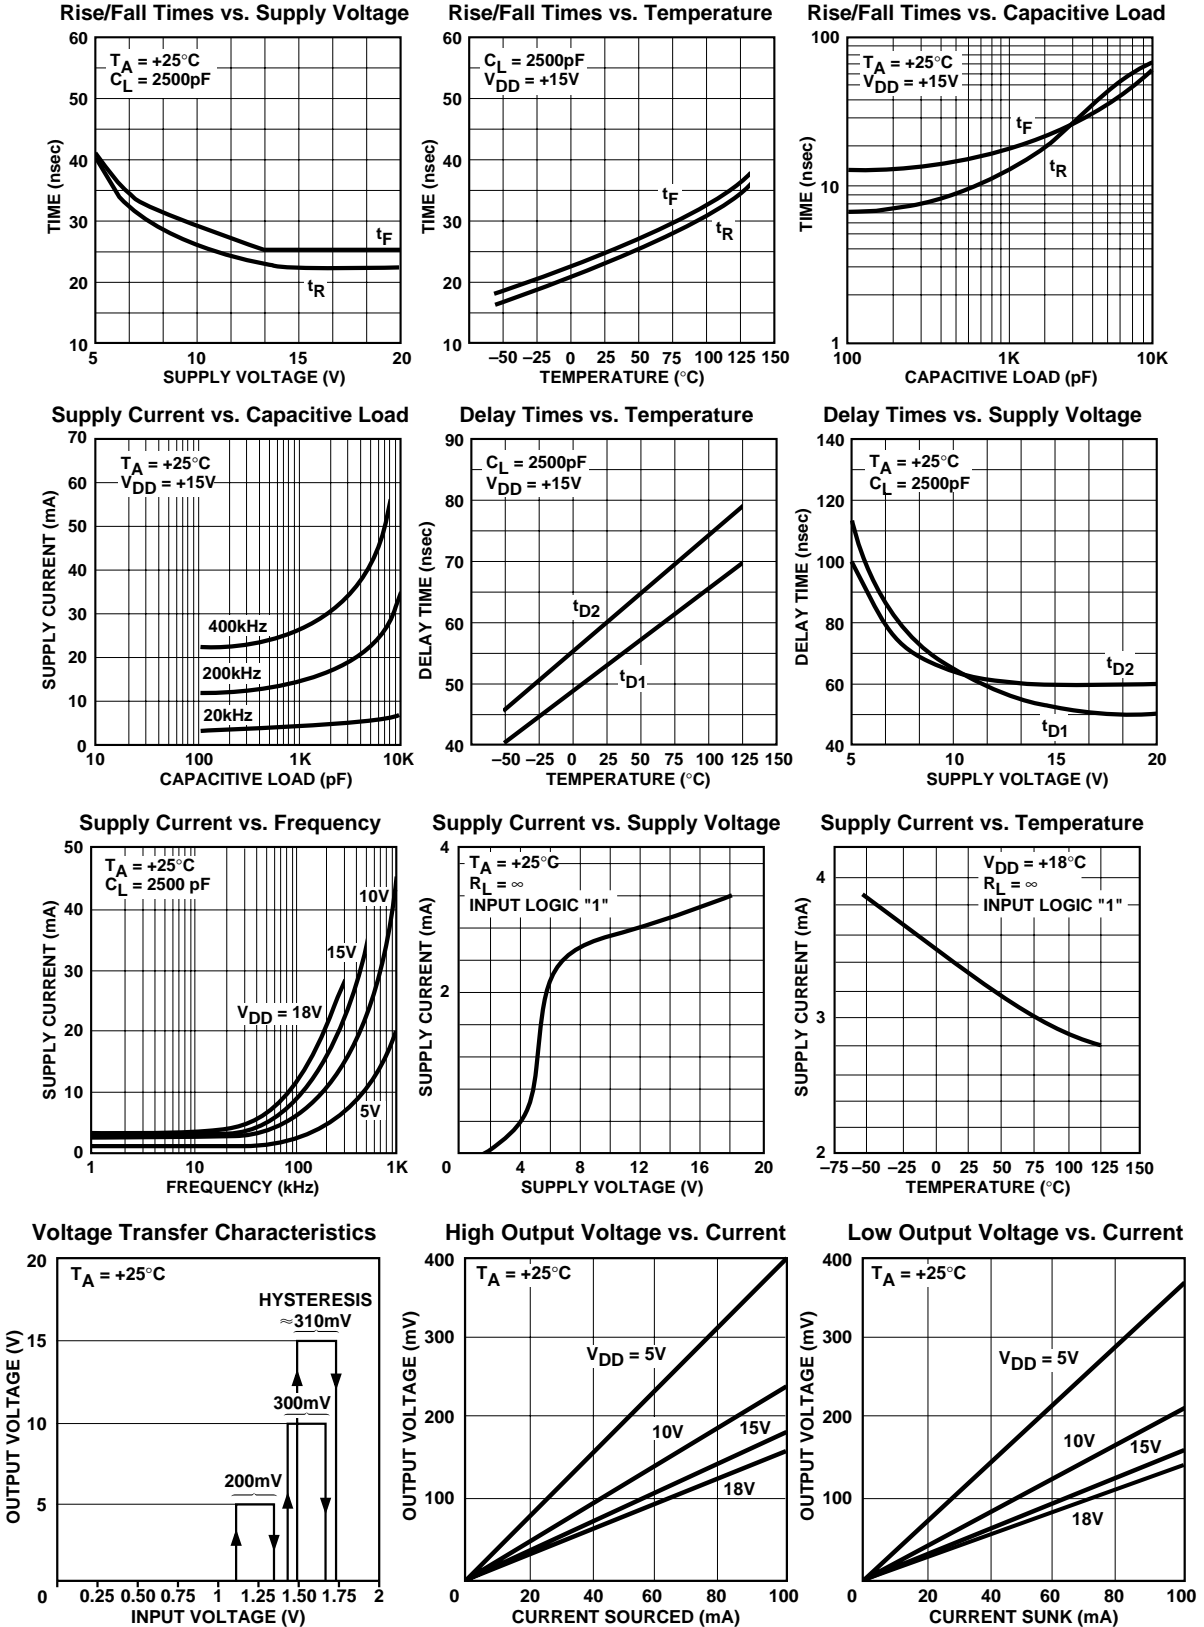 Rise/Fall Times vs. Supply Voltage
60
50
40
30
20
10
TIME (nsec)
TA = +25°C
CL = 2500pF
tF
tR
5
10
15
20
SUPPLY VOLTAGE (V)
Rise/Fall Times vs. Temperature
60
50
40
30
20
10
TIME (nsec)
CL = 2500pF
VDD = +15V
tF
tR
–50 –25 0 25 50 75 100 125 150
TEMPERATURE (°C)
Rise/Fall Times vs. Capacitive Load
100
10
1
TIME (nsec)
TA = +25°C
VDD = +15V
tF
tR
100
1K
10K
CAPACITIVE LOAD (pF)
Supply Current vs. Capacitive Load
70
60
50
40
30
20
10
0
SUPPLY CURRENT (mA)
TA = +25°C
VDD = +15V
400kHz
200kHz
20kHz
10 100 1K 10K
CAPACITIVE LOAD (pF)
Delay Times vs. Temperature
90
80
70
60
50
40
DELAY TIME (nsec)
CL = 2500pF
VDD = +15V
tD2
tD1
–50 –25 0 25 50 75 100 125 150
TEMPERATURE (°C)
Delay Times vs. Supply Voltage
140
120
100
80
60
40
DELAY TIME (nsec)
TA = +25°C
CL = 2500pF
tD2
tD1
5 10 15 20
SUPPLY VOLTAGE (V)
Supply Current vs. Frequency
50
40
30
20
10
0
SUPPLY CURRENT (mA)
TA = +25°C
CL = 2500 pF
10V
15V
VDD = 18V
5V
1 10 100 1K
FREQUENCY (kHz)
Supply Current vs. Supply Voltage
4
2
SUPPLY CURRENT (mA)
TA = +25°C
RL = ∞
INPUT LOGIC "1"
0 4 8 12 16 20
SUPPLY VOLTAGE (V)
Supply Current vs. Temperature
4
3
2
SUPPLY CURRENT (mA)
VDD = +18°C
RL = ∞
INPUT LOGIC "1"
–75 –50 –25 0 25 50 75 100 125 150
TEMPERATURE (°C)
Voltage Transfer Characteristics
20
15
10
5
OUTPUT VOLTAGE (V)
TA = +25°C
HYSTERESIS
≈310mV
300mV
200mV
0 0.25 0.50 0.75 1 1.25 1.50 1.75 2
INPUT VOLTAGE (V)
High Output Voltage vs. Current
400
300
200
100
OUTPUT VOLTAGE (mV)
TA = +25°C
VDD = 5V
10V
15V
18V
0 20 40 60 80 100
CURRENT SOURCED (mA)
Low Output Voltage vs. Current
400
300
200
100
OUTPUT VOLTAGE (mV)
TA = +25°C
VDD = 5V
10V
15V
18V
0 20 40 60 80 100
CURRENT SUNK (mA)